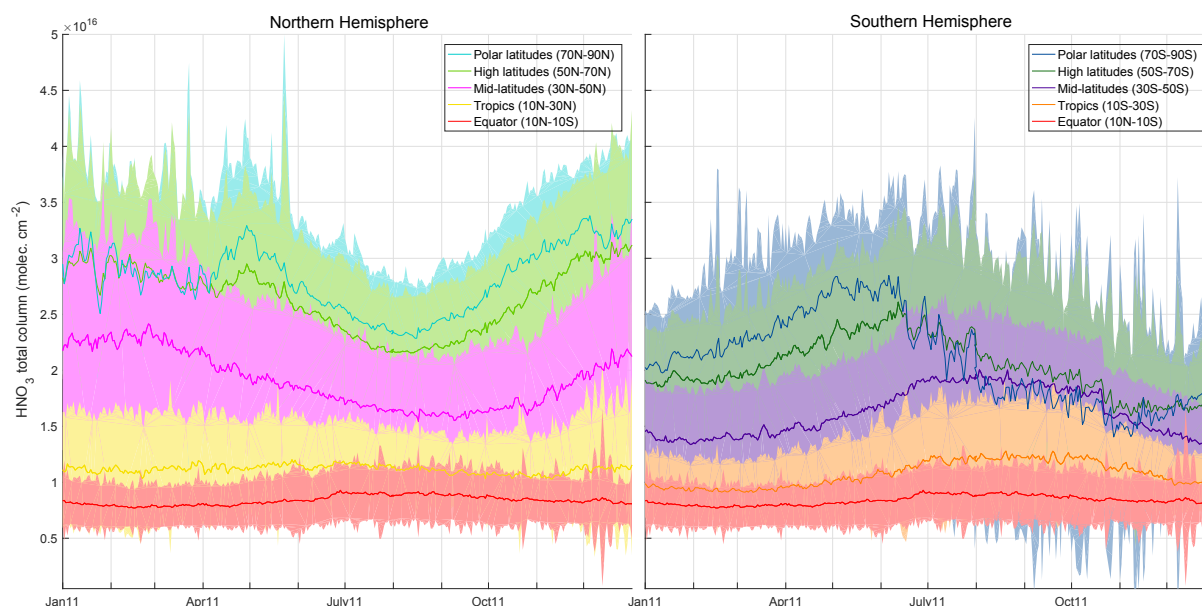 Northern Hemisphere
Southern Hemisphere
×10^16
HNO3 total column (molec. cm^-2)
5
4.5
4
3.5
3
2.5
2
1.5
1
0.5
Polar latitudes (70N-90N)
High latitudes (50N-70N)
Mid-latitudes (30N-50N)
Tropics (10N-30N)
Equator (10N-10S)
Polar latitudes (70S-90S)
High latitudes (50S-70S)
Mid-latitudes (30S-50S)
Tropics (10S-30S)
Equator (10N-10S)
Jan11 Apr11 July11 Oct11
Jan11 Apr11 July11 Oct11